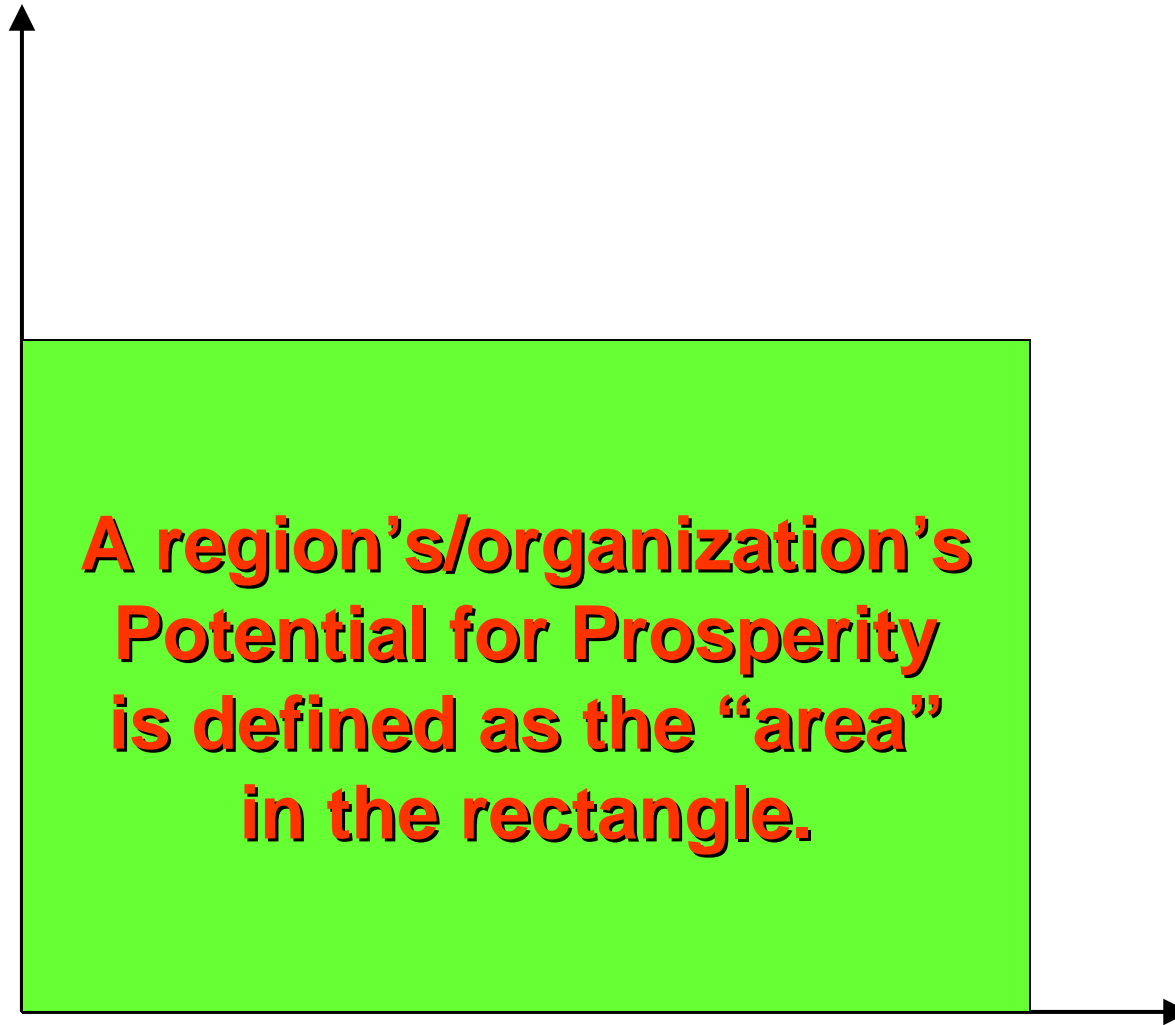 A region’s/organization’s
Potential for Prosperity
is defined as the “area”
in the rectangle.